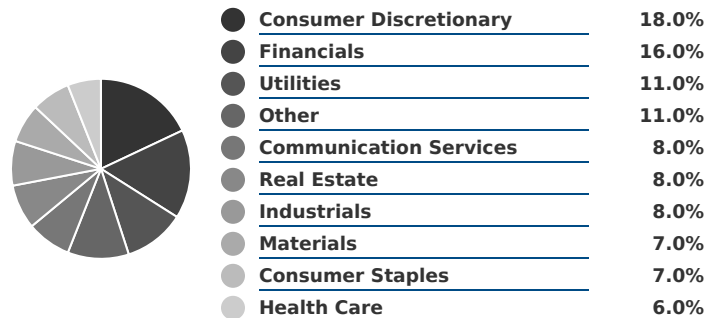 Consumer Discretionary 18.0%
Financials 16.0%
Utilities 11.0%
Other 11.0%
Communication Services 8.0%
Real Estate 8.0%
Industrials 8.0%
Materials 7.0%
Consumer Staples 7.0%
Health Care 6.0%